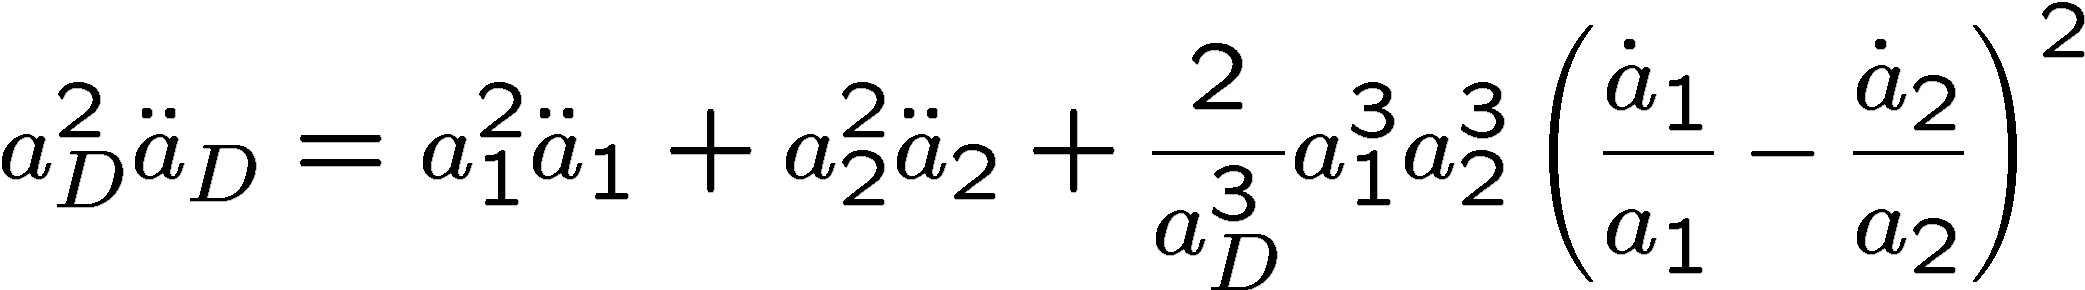 a_D^2 \ddot{a}_D = a_1^2 \ddot{a}_1 + a_2^2 \ddot{a}_2 + \frac{2}{a_D^3} a_1^3 a_2^3 \left( \frac{\dot{a}_1}{a_1} - \frac{\dot{a}_2}{a_2} \right)^2